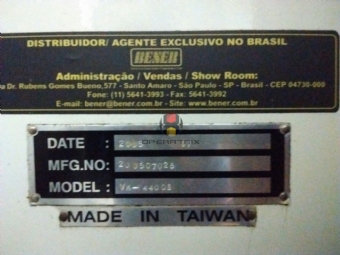 DISTRIBUIDOR/ AGENTE EXCLUSIVO NO BRASIL
BENER
Administração / Vendas / Show Room:
Dr. Rubens Gomes Bueno,577 - Santo Amaro - São Paulo - SP - Brasil - CEP 04730-000
Fone: (11) 5641-3993 - Fax: 5641-3992
E-mail: bener@bener.com.br - Site: www.bener.com.br
DATE :
MFG.NO:
MODEL :
MADE IN TAIWAN